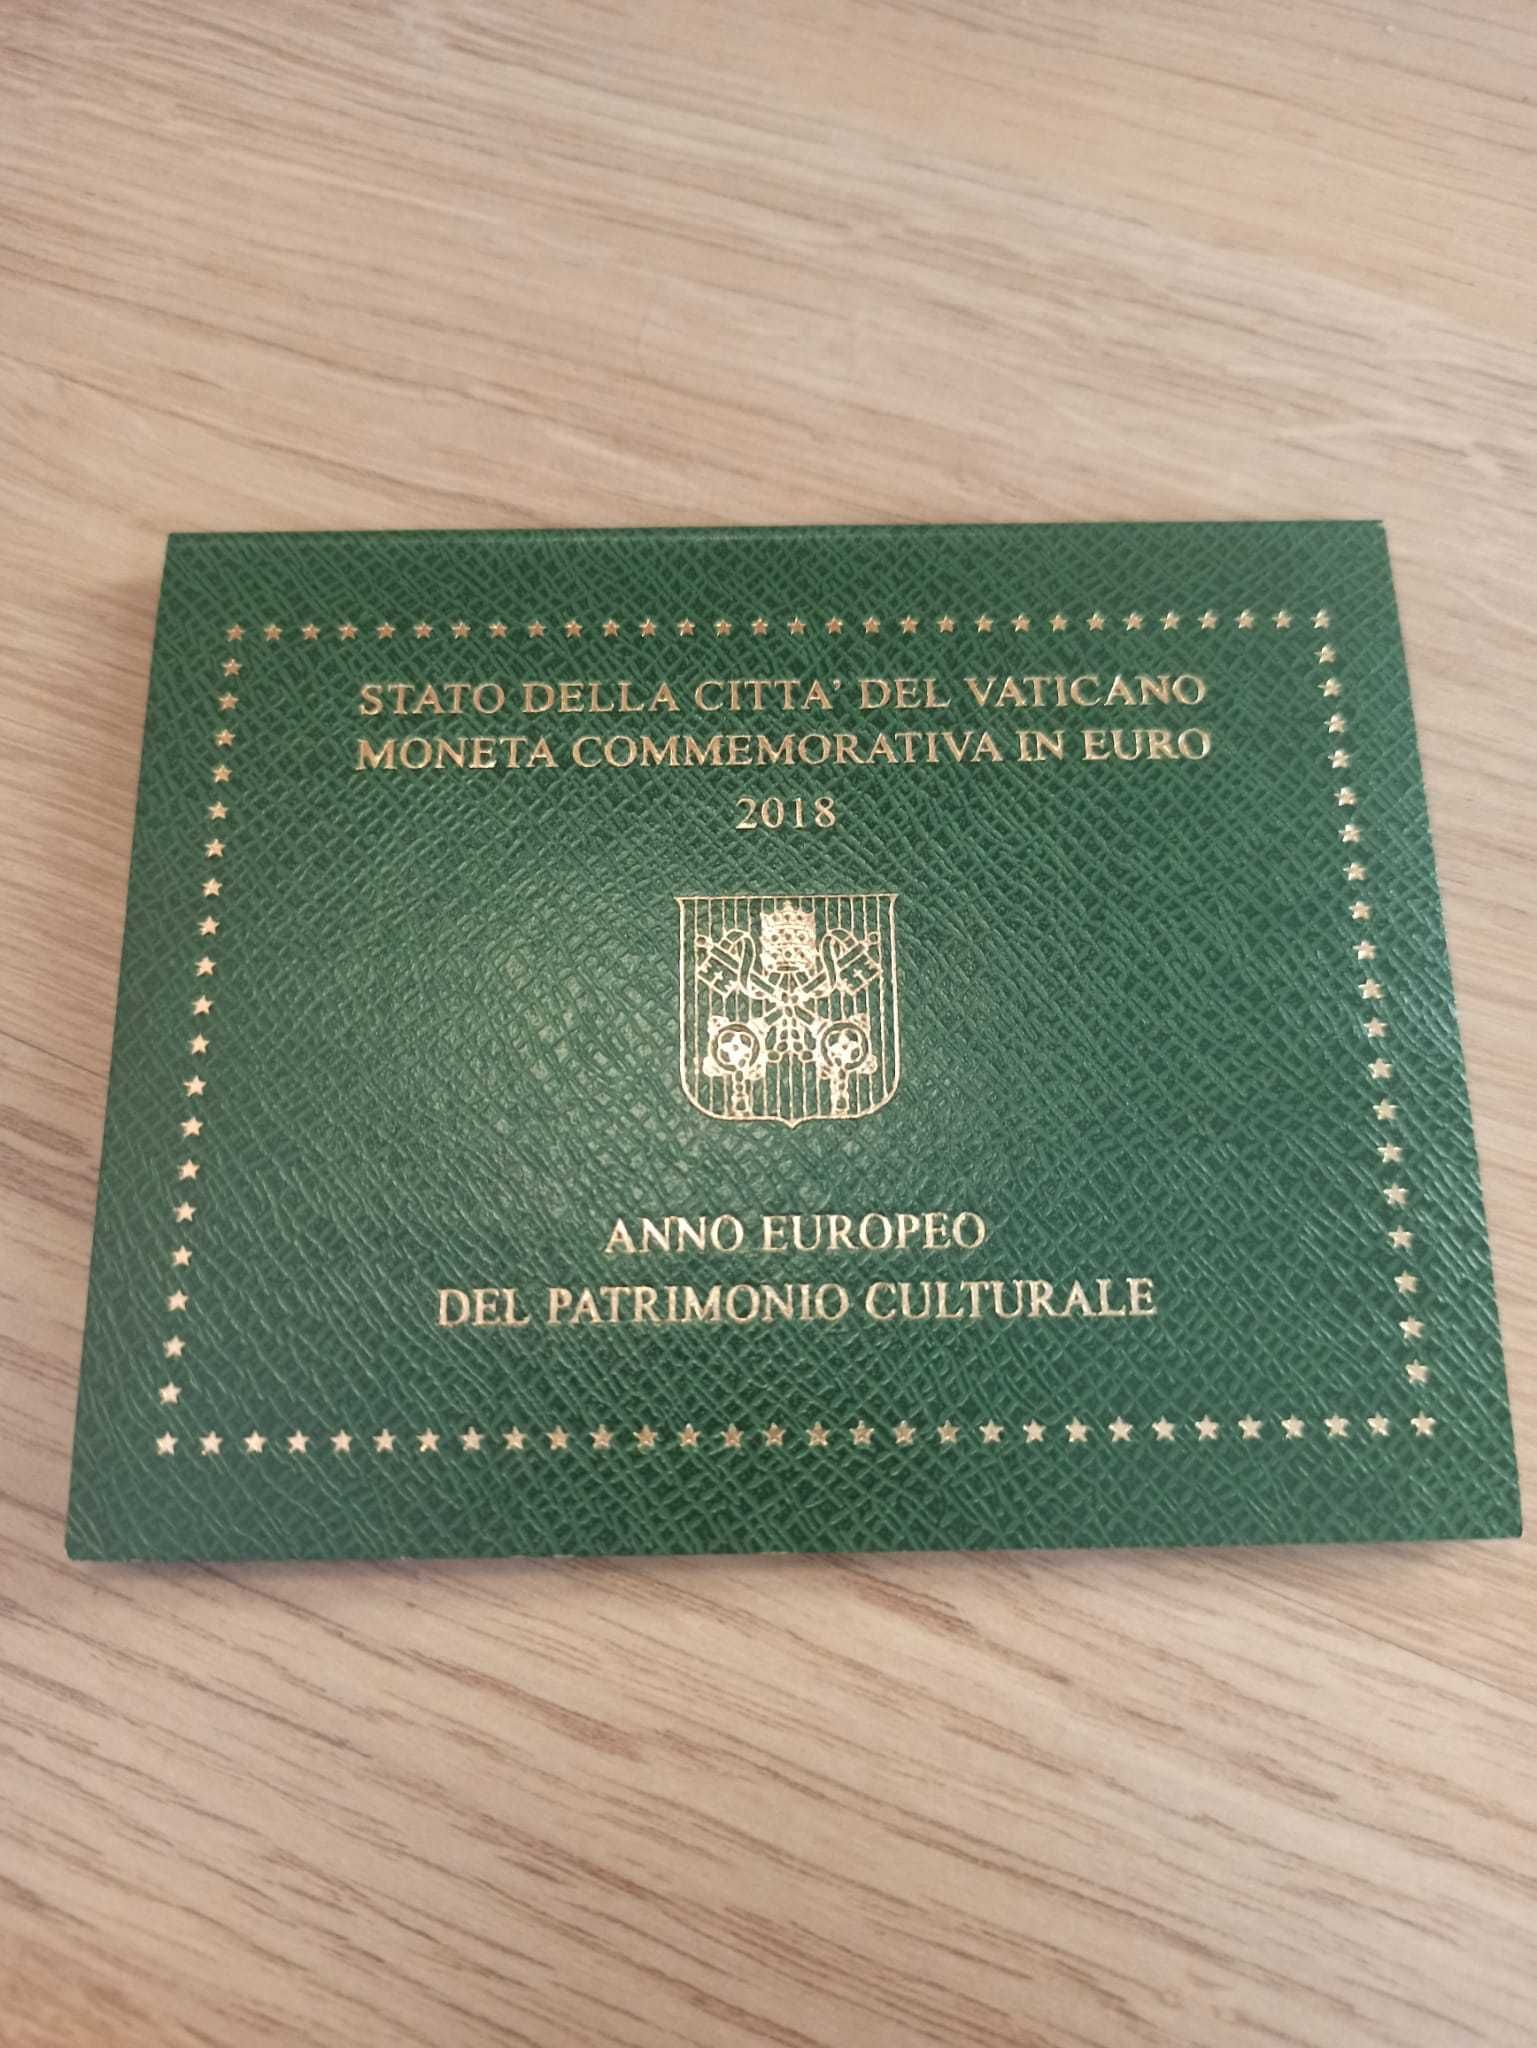 STATO DELLA CITTA' DEL VATICANO
MONETA COMMEMORATIVA IN EURO
2018
ANNO EUROPEO
DEL PATRIMONIO CULTURALE